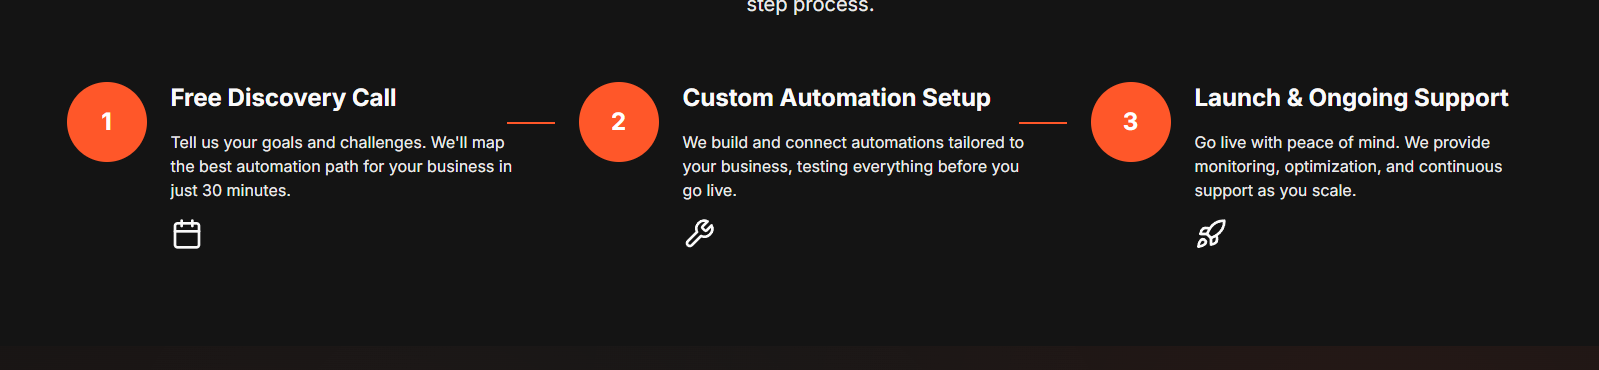 step process.
1
Free Discovery Call
Tell us your goals and challenges. We'll map
the best automation path for your business in
just 30 minutes.
2
Custom Automation Setup
We build and connect automations tailored to
your business, testing everything before you
go live.
3
Launch & Ongoing Support
Go live with peace of mind. We provide
monitoring, optimization, and continuous
support as you scale.